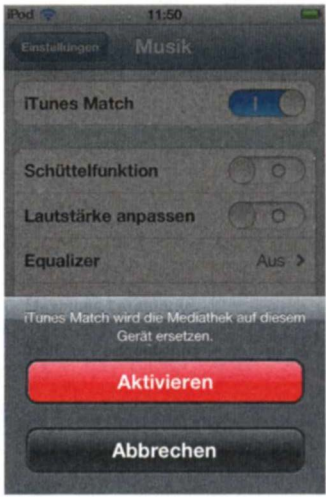 iPod 11:50
Einstellungen Musik
iTunes Match
Schüttelfunktion
Lautstärke anpassen
Equalizer Aus
iTunes Match wird die Mediathek auf diesem
Gerät ersetzen.
Aktivieren
Abbrechen